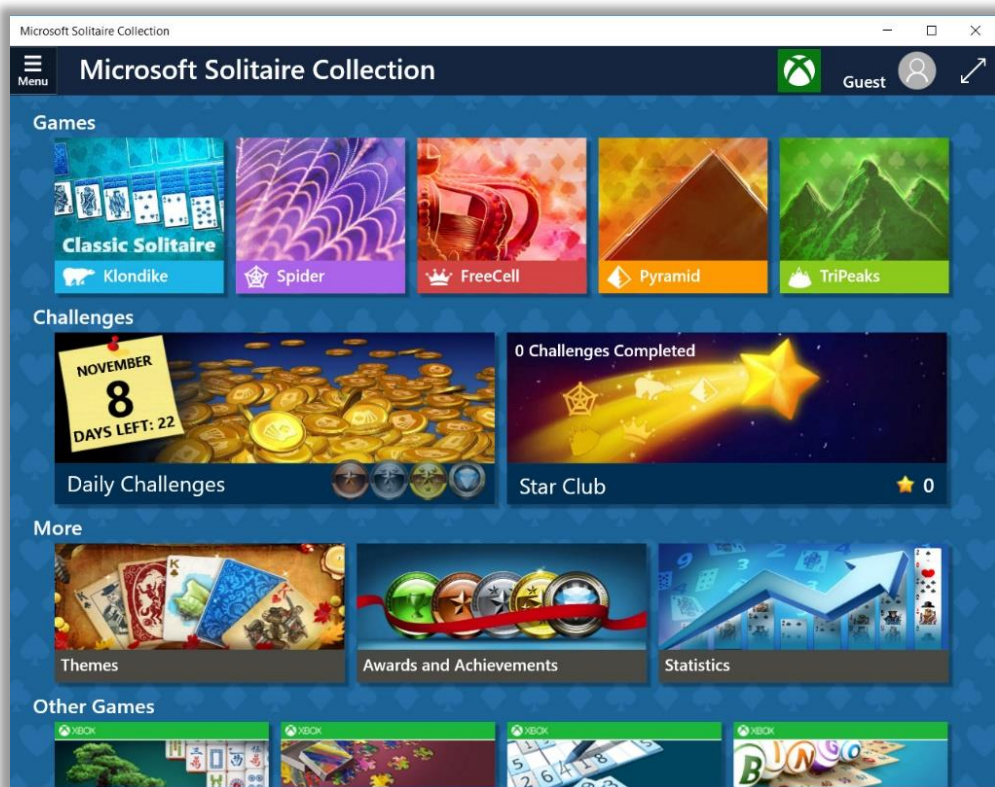 Microsoft Solitaire Collection
Menu
Microsoft Solitaire Collection
Guest
Games
Classic Solitaire
Klondike
Spider
FreeCell
Pyramid
TriPeaks
Challenges
NOVEMBER
8
DAYS LEFT: 22
Daily Challenges
0 Challenges Completed
Star Club
0
More
Themes
Awards and Achievements
Statistics
Other Games
XBOX
XBOX
XBOX
XBOX
BINGO